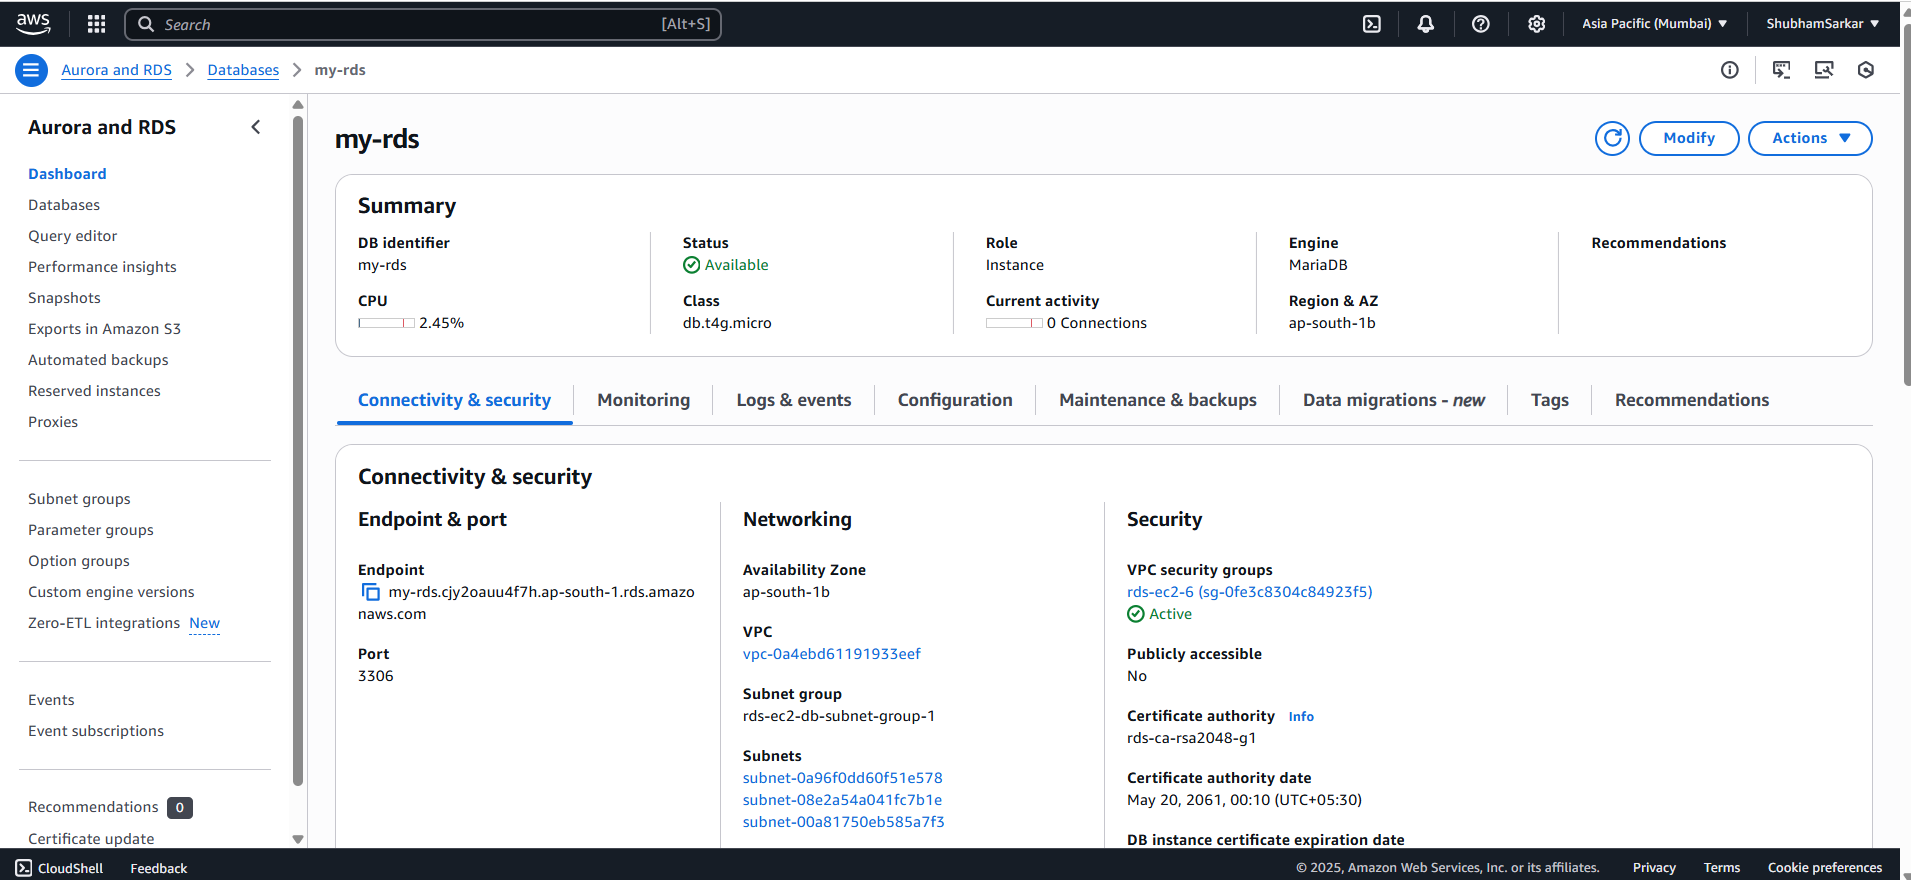 aws
Search [Alt+S]
Asia Pacific (Mumbai)
ShubhamSarkar
Aurora and RDS
Databases
my-rds
Aurora and RDS
Dashboard
Databases
Query editor
Performance insights
Snapshots
Exports in Amazon S3
Automated backups
Reserved instances
Proxies
Subnet groups
Parameter groups
Option groups
Custom engine versions
Zero-ETL integrations New
Events
Event subscriptions
Recommendations 0
Certificate update
my-rds
Modify
Actions
Summary
DB identifier
my-rds
CPU
2.45%
Status
Available
Class
db.t4g.micro
Role
Instance
Current activity
0 Connections
Engine
MariaDB
Region & AZ
ap-south-1b
Recommendations
Connectivity & security
Monitoring
Logs & events
Configuration
Maintenance & backups
Data migrations - new
Tags
Recommendations
Connectivity & security
Endpoint & port
Endpoint
my-rds.cjy2oauu4f7h.ap-south-1.rds.amazo
naws.com
Port
3306
Networking
Availability Zone
ap-south-1b
VPC
vpc-0a4ebd61191933eef
Subnet group
rds-ec2-db-subnet-group-1
Subnets
subnet-0a96f0dd60f51e578
subnet-08e2a54a041fc7b1e
subnet-00a81750eb585a7f3
Security
VPC security groups
rds-ec2-6 (sg-0fe3c8304c84923f5)
Active
Publicly accessible
No
Certificate authority Info
rds-ca-rsa2048-g1
Certificate authority date
May 20, 2061, 00:10 (UTC+05:30)
DB instance certificate expiration date
CloudShell
Feedback
© 2025, Amazon Web Services, Inc. or its affiliates.
Privacy
Terms
Cookie preferences